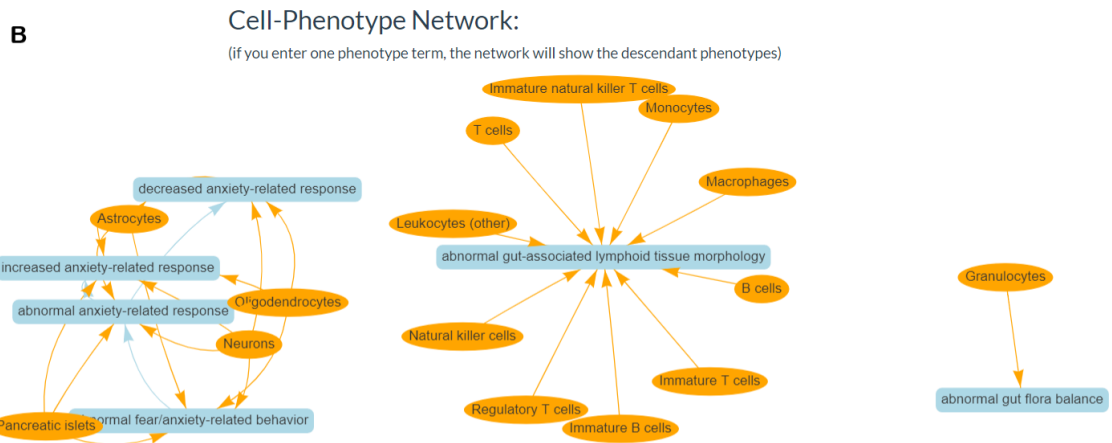 B
Cell-Phenotype Network:
(if you enter one phenotype term, the network will show the descendant phenotypes)
Immature natural killer T cells
Monocytes
T cells
Macrophages
decreased anxiety-related response
Astrocytes
Leukocytes (other)
abnormal gut-associated lymphoid tissue morphology
increased anxiety-related response
Granulocytes
B cells
abnormal anxiety-related response
Oligodendrocytes
Natural killer cells
Neurons
Immature T cells
abnormal gut flora balance
Regulatory T cells
Immature B cells
Pancreatic islets
normal fear/anxiety-related behavior